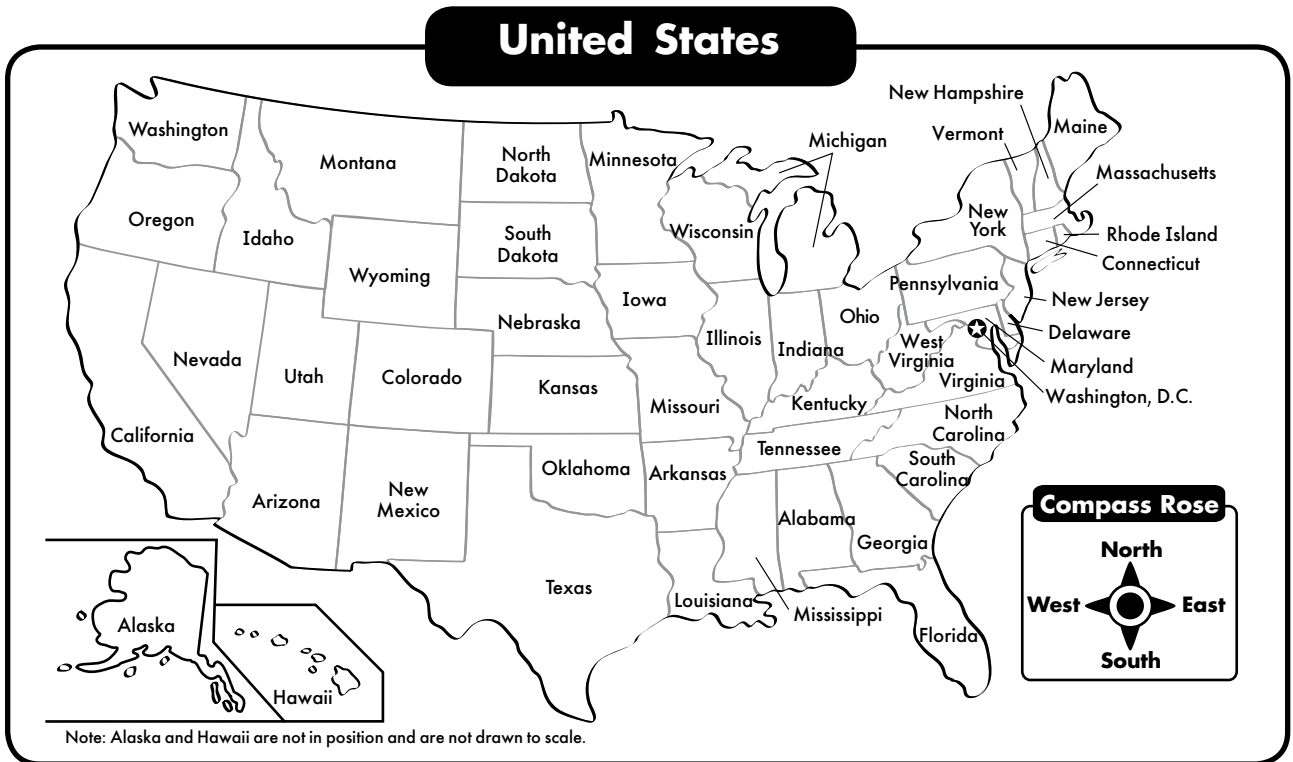 United States
New Hampshire
Vermont
Maine
Washington
Montana
North
Dakota
Minnesota
Michigan
Massachusetts
Oregon
Idaho
South
Dakota
Wisconsin
New
York
Rhode Island
Connecticut
Wyoming
Iowa
Pennsylvania
New Jersey
Nebraska
Ohio
Delaware
Nevada
Utah
Colorado
Kansas
Illinois
Indiana
West
Virginia
Maryland
Virginia
Washington, D.C.
Missouri
Kentucky
California
North
Carolina
Tennessee
Oklahoma
Arkansas
South
Carolina
Arizona
New
Mexico
Alabama
Georgia
Texas
Louisiana
Mississippi
Florida
Alaska
Hawaii
Compass Rose
North
West
East
South
Note: Alaska and Hawaii are not in position and are not drawn to scale.